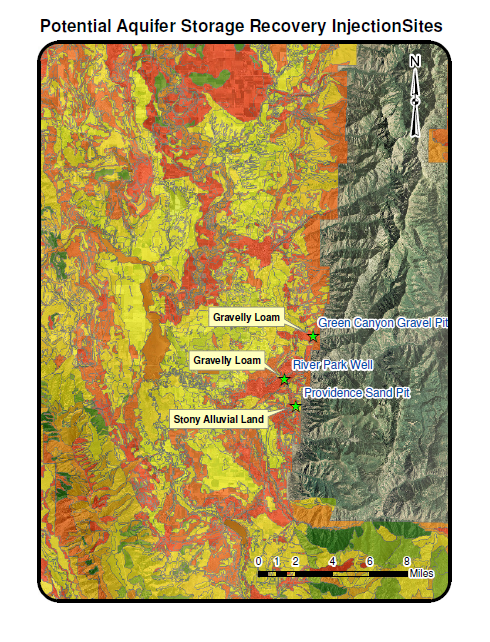 Potential Aquifer Storage Recovery InjectionSites
N
Gravelly Loam
Green Canyon Gravel Pit
Gravelly Loam
River Park Well
Providence Sand Pit
Stony Alluvial Land
0 1 2 4 6 8
Miles